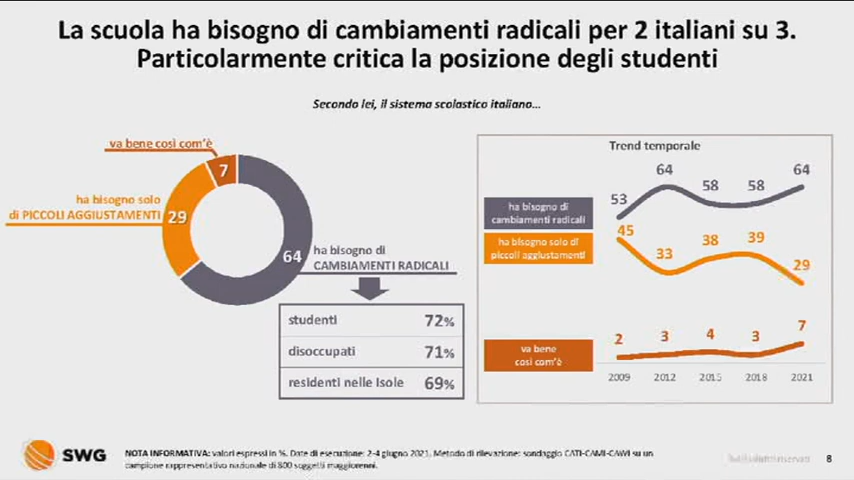 La scuola ha bisogno di cambiamenti radicali per 2 italiani su 3.
Particolarmente critica la posizione degli studenti
Secondo lei, il sistema scolastico italiano...
va bene così com'è
7
ha bisogno solo
di PICCOLI AGGIUSTAMENTI
29
64
ha bisogno di
CAMBIAMENTI RADICALI
studenti 72%
disoccupati 71%
residenti nelle Isole 69%
Trend temporale
ha bisogno di
cambiamenti radicali
53 64 58 58 64
ha bisogno solo di
piccoli aggiustamenti
45 33 38 39 29
va bene
così com'è
2 3 4 3 7
2009 2012 2015 2018 2021
SWG
NOTA INFORMATIVA: valori espressi in %. Date di esecuzione: 2-4 giugno 2021. Metodo di rilevazione: sondaggio CATI-CAMI-CAWI su un
campione rappresentativo nazionale di 800 soggetti maggiorenni.
8